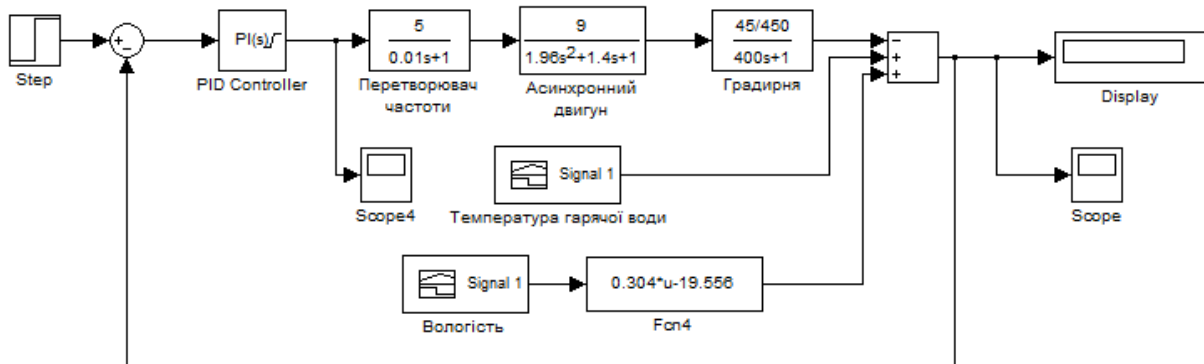 Step
+
-
PI(s)
PID Controller
5
0.01s+1
Перетворювач
частоти
9
1.96s2+1.4s+1
Асинхронний
двигун
45/450
400s+1
Градирня
-
+
+
Display
Scope4
Signal 1
Температура гарячої води
Scope
Signal 1
Вологість
0.304*u-19.556
Fcn4